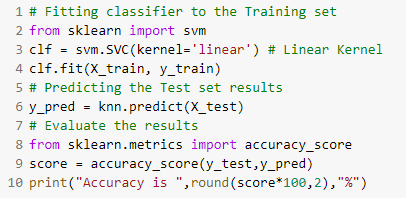 1 # Fitting classifier to the Training set
2 from sklearn import svm
3 clf = svm.SVC(kernel='linear') # Linear Kernel
4 clf.fit(X_train, y_train)
5 # Predicting the Test set results
6 y_pred = knn.predict(X_test)
7 # Evaluate the results
8 from sklearn.metrics import accuracy_score
9 score = accuracy_score(y_test,y_pred)
10 print("Accuracy is ",round(score*100,2),"%")